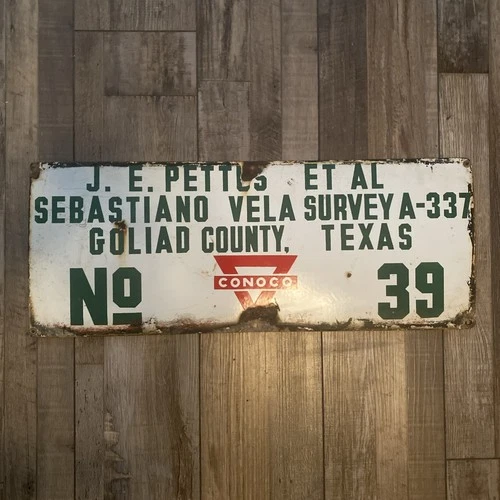 J. E. PETTUS ET AL
SEBASTIANO VELA SURVEY A-337
GOLIAD COUNTY, TEXAS
Nº CONOCO 39